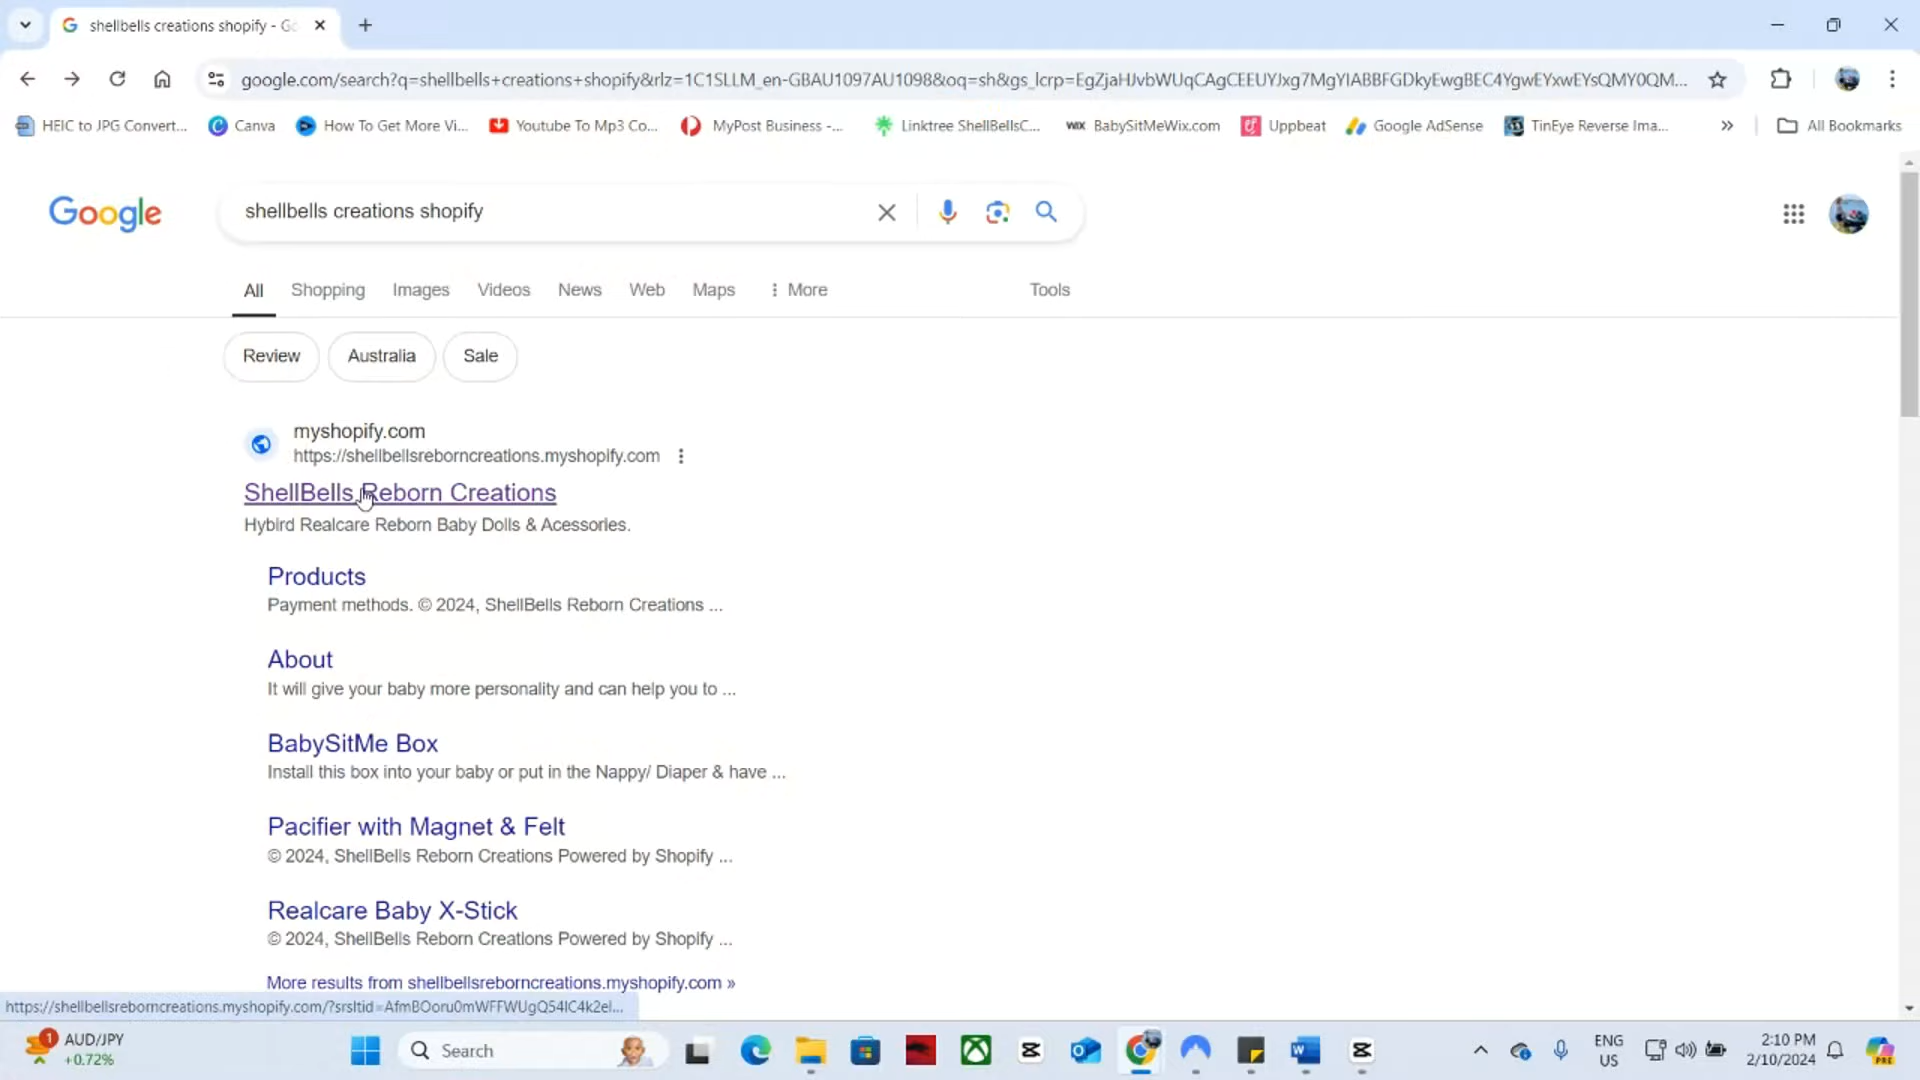 shellbells creations shopify - Go
google.com/search?q=shellbells+creations+shopify&rlz=1C1SLLM_en-GBAU1097AU1098&oq=sh&gs_lcrp=EgZjaHJvbWUqCAgCEEUYJxg7MgYIABBFGDkyEwgBEC4YgwEYxwEYsQMY0QM...
HEIC to JPG Convert... Canva How To Get More Vi... Youtube To Mp3 Co... MyPost Business -... Linktree ShellBellsC... WIX BabySitMeWix.com Uppbeat Google AdSense TinEye Reverse Ima... » All Bookmarks
Google shellbells creations shopify
All Shopping Images Videos News Web Maps More Tools
Review Australia Sale
myshopify.com
https://shellbellsreborncreations.myshopify.com
ShellBells Reborn Creations
Hybird Realcare Reborn Baby Dolls & Acessories.
Products
Payment methods. © 2024, ShellBells Reborn Creations ...
About
It will give your baby more personality and can help you to ...
BabySitMe Box
Install this box into your baby or put in the Nappy/ Diaper & have ...
Pacifier with Magnet & Felt
© 2024, ShellBells Reborn Creations Powered by Shopify ...
Realcare Baby X-Stick
© 2024, ShellBells Reborn Creations Powered by Shopify ...
More results from shellbellsreborncreations.myshopify.com »
https://shellbellsreborncreations.myshopify.com/?srsltid=AfmBOoru0mWFFWUgQ54IC4k2el...
1 AUD/JPY
+0.72%
Search
ENG
US
2:10 PM
2/10/2024
PRE